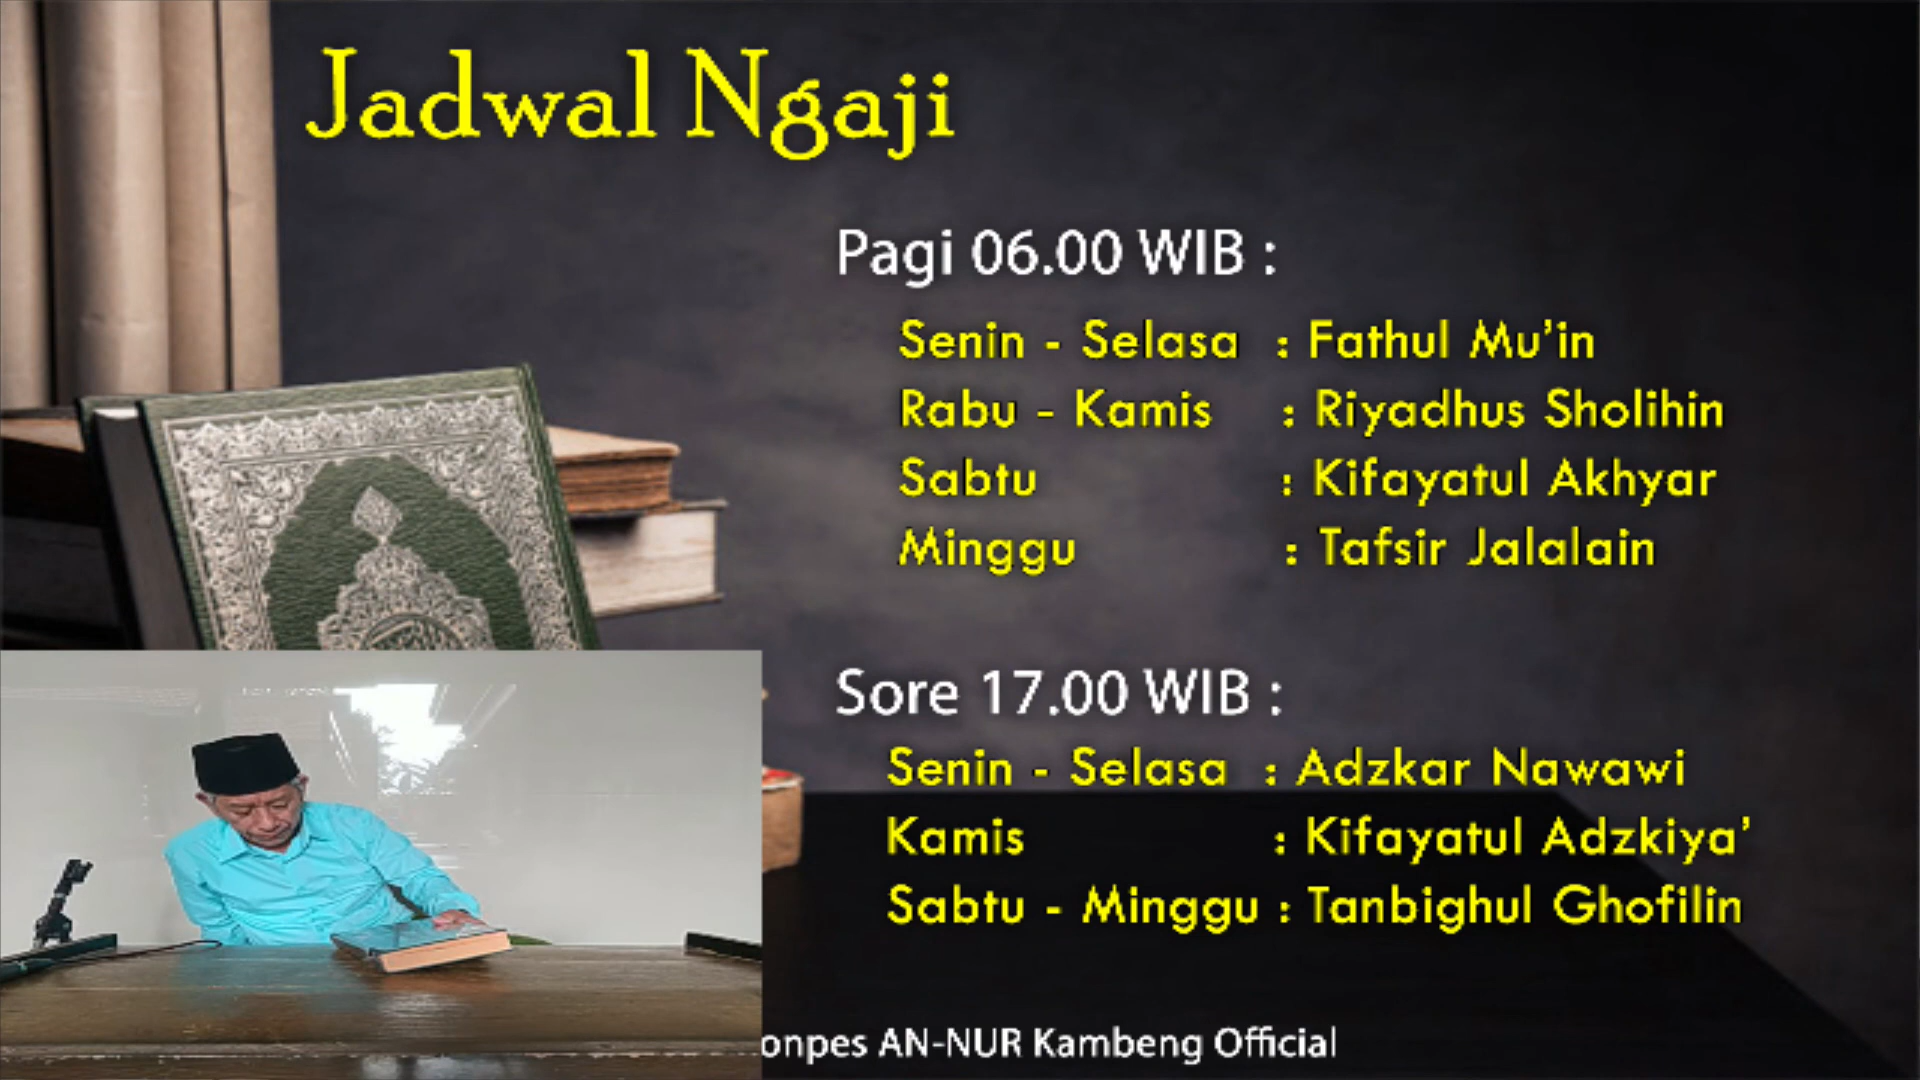 Jadwal Ngaji
Pagi 06.00 WIB :
Senin - Selasa : Fathul Mu'in
Rabu - Kamis : Riyadhus Sholihin
Sabtu : Kifayatul Akhyar
Minggu : Tafsir Jalalain
Sore 17.00 WIB :
Senin - Selasa : Adzkar Nawawi
Kamis : Kifayatul Adzkiya'
Sabtu - Minggu : Tanbighul Ghofilin
onpes AN-NUR Kambeng Official